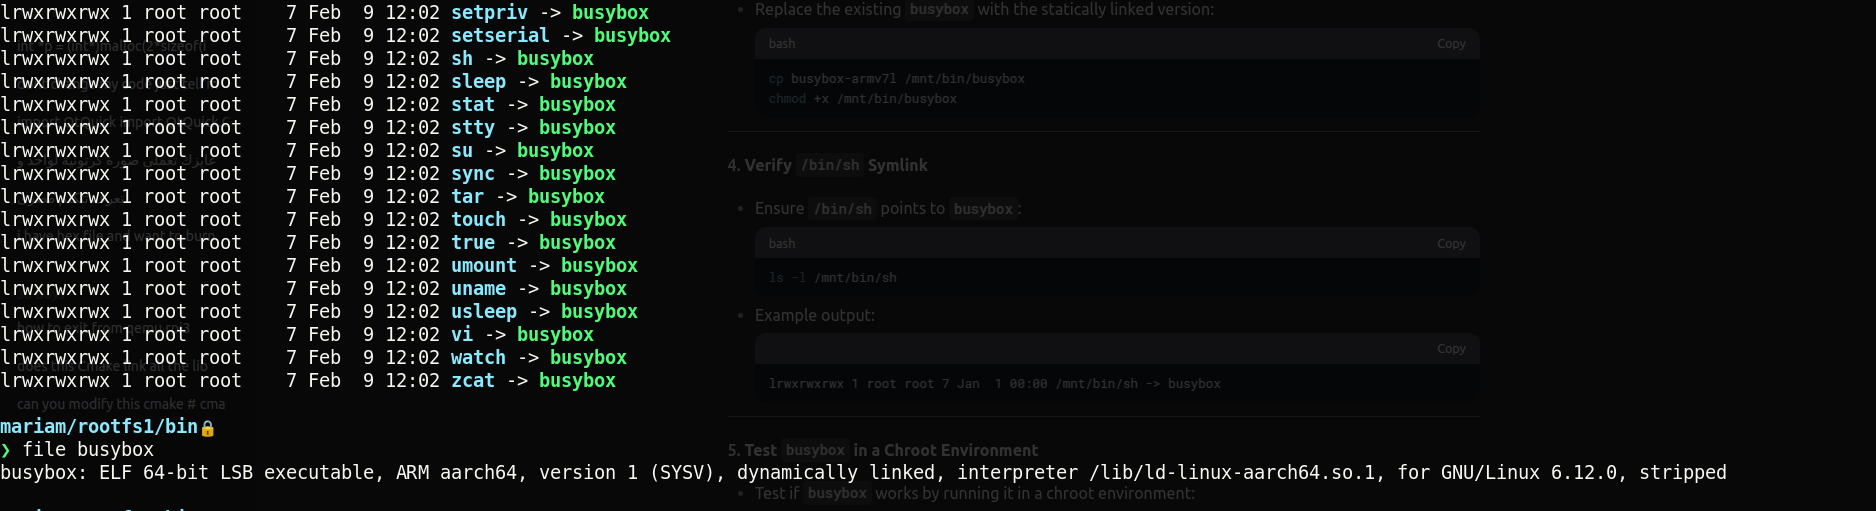 lrwxrwxrwx 1 root root    7 Feb  9 12:02 setpriv -> busybox
lrwxrwxrwx 1 root root    7 Feb  9 12:02 setserial -> busybox
lrwxrwxrwx 1 root root    7 Feb  9 12:02 sh -> busybox
lrwxrwxrwx 1 root root    7 Feb  9 12:02 sleep -> busybox
lrwxrwxrwx 1 root root    7 Feb  9 12:02 stat -> busybox
lrwxrwxrwx 1 root root    7 Feb  9 12:02 stty -> busybox
lrwxrwxrwx 1 root root    7 Feb  9 12:02 su -> busybox
lrwxrwxrwx 1 root root    7 Feb  9 12:02 sync -> busybox
lrwxrwxrwx 1 root root    7 Feb  9 12:02 tar -> busybox
lrwxrwxrwx 1 root root    7 Feb  9 12:02 touch -> busybox
lrwxrwxrwx 1 root root    7 Feb  9 12:02 true -> busybox
lrwxrwxrwx 1 root root    7 Feb  9 12:02 umount -> busybox
lrwxrwxrwx 1 root root    7 Feb  9 12:02 uname -> busybox
lrwxrwxrwx 1 root root    7 Feb  9 12:02 usleep -> busybox
lrwxrwxrwx 1 root root    7 Feb  9 12:02 vi -> busybox
lrwxrwxrwx 1 root root    7 Feb  9 12:02 watch -> busybox
lrwxrwxrwx 1 root root    7 Feb  9 12:02 zcat -> busybox
mariam/rootfs1/bin🔒
❯ file busybox
busybox: ELF 64-bit LSB executable, ARM aarch64, version 1 (SYSV), dynamically linked, interpreter /lib/ld-linux-aarch64.so.1, for GNU/Linux 6.12.0, stripped
i have hex file and want to burn
how to exit from qemu rp 3
does this Cmake link all the lib
can you modify this cmake # cma
• Replace the existing busybox with the statically linked version:
bash Copy
cp busybox-armv7l /mnt/bin/busybox
chmod +x /mnt/bin/busybox
4. Verify /bin/sh Symlink
• Ensure /bin/sh points to busybox:
bash Copy
ls -l /mnt/bin/sh
• Example output:
Copy
lrwxrwxrwx 1 root root 7 Jan  1 00:00 /mnt/bin/sh -> busybox
5. Test busybox in a Chroot Environment
• Test if busybox works by running it in a chroot environment: